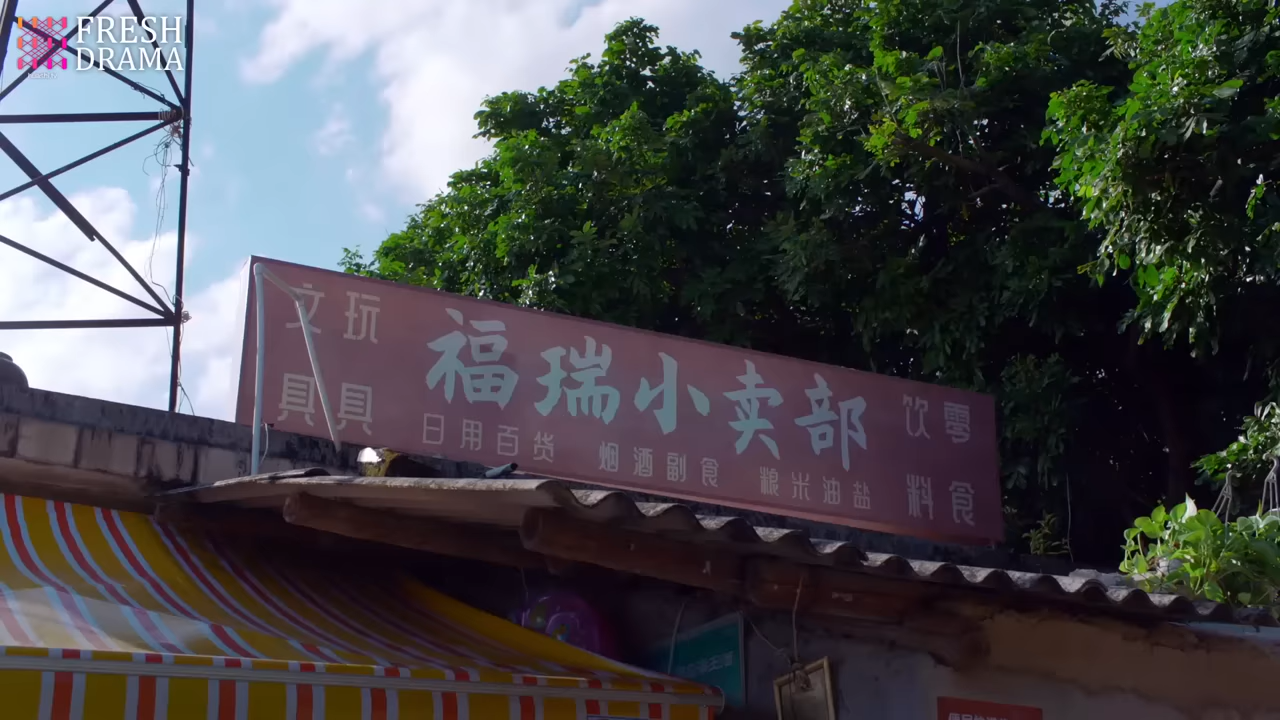 FRESH
DRAMA
文具
玩具
福瑞小卖部
日用百货 烟酒副食 粮米油盐
饮料
零食